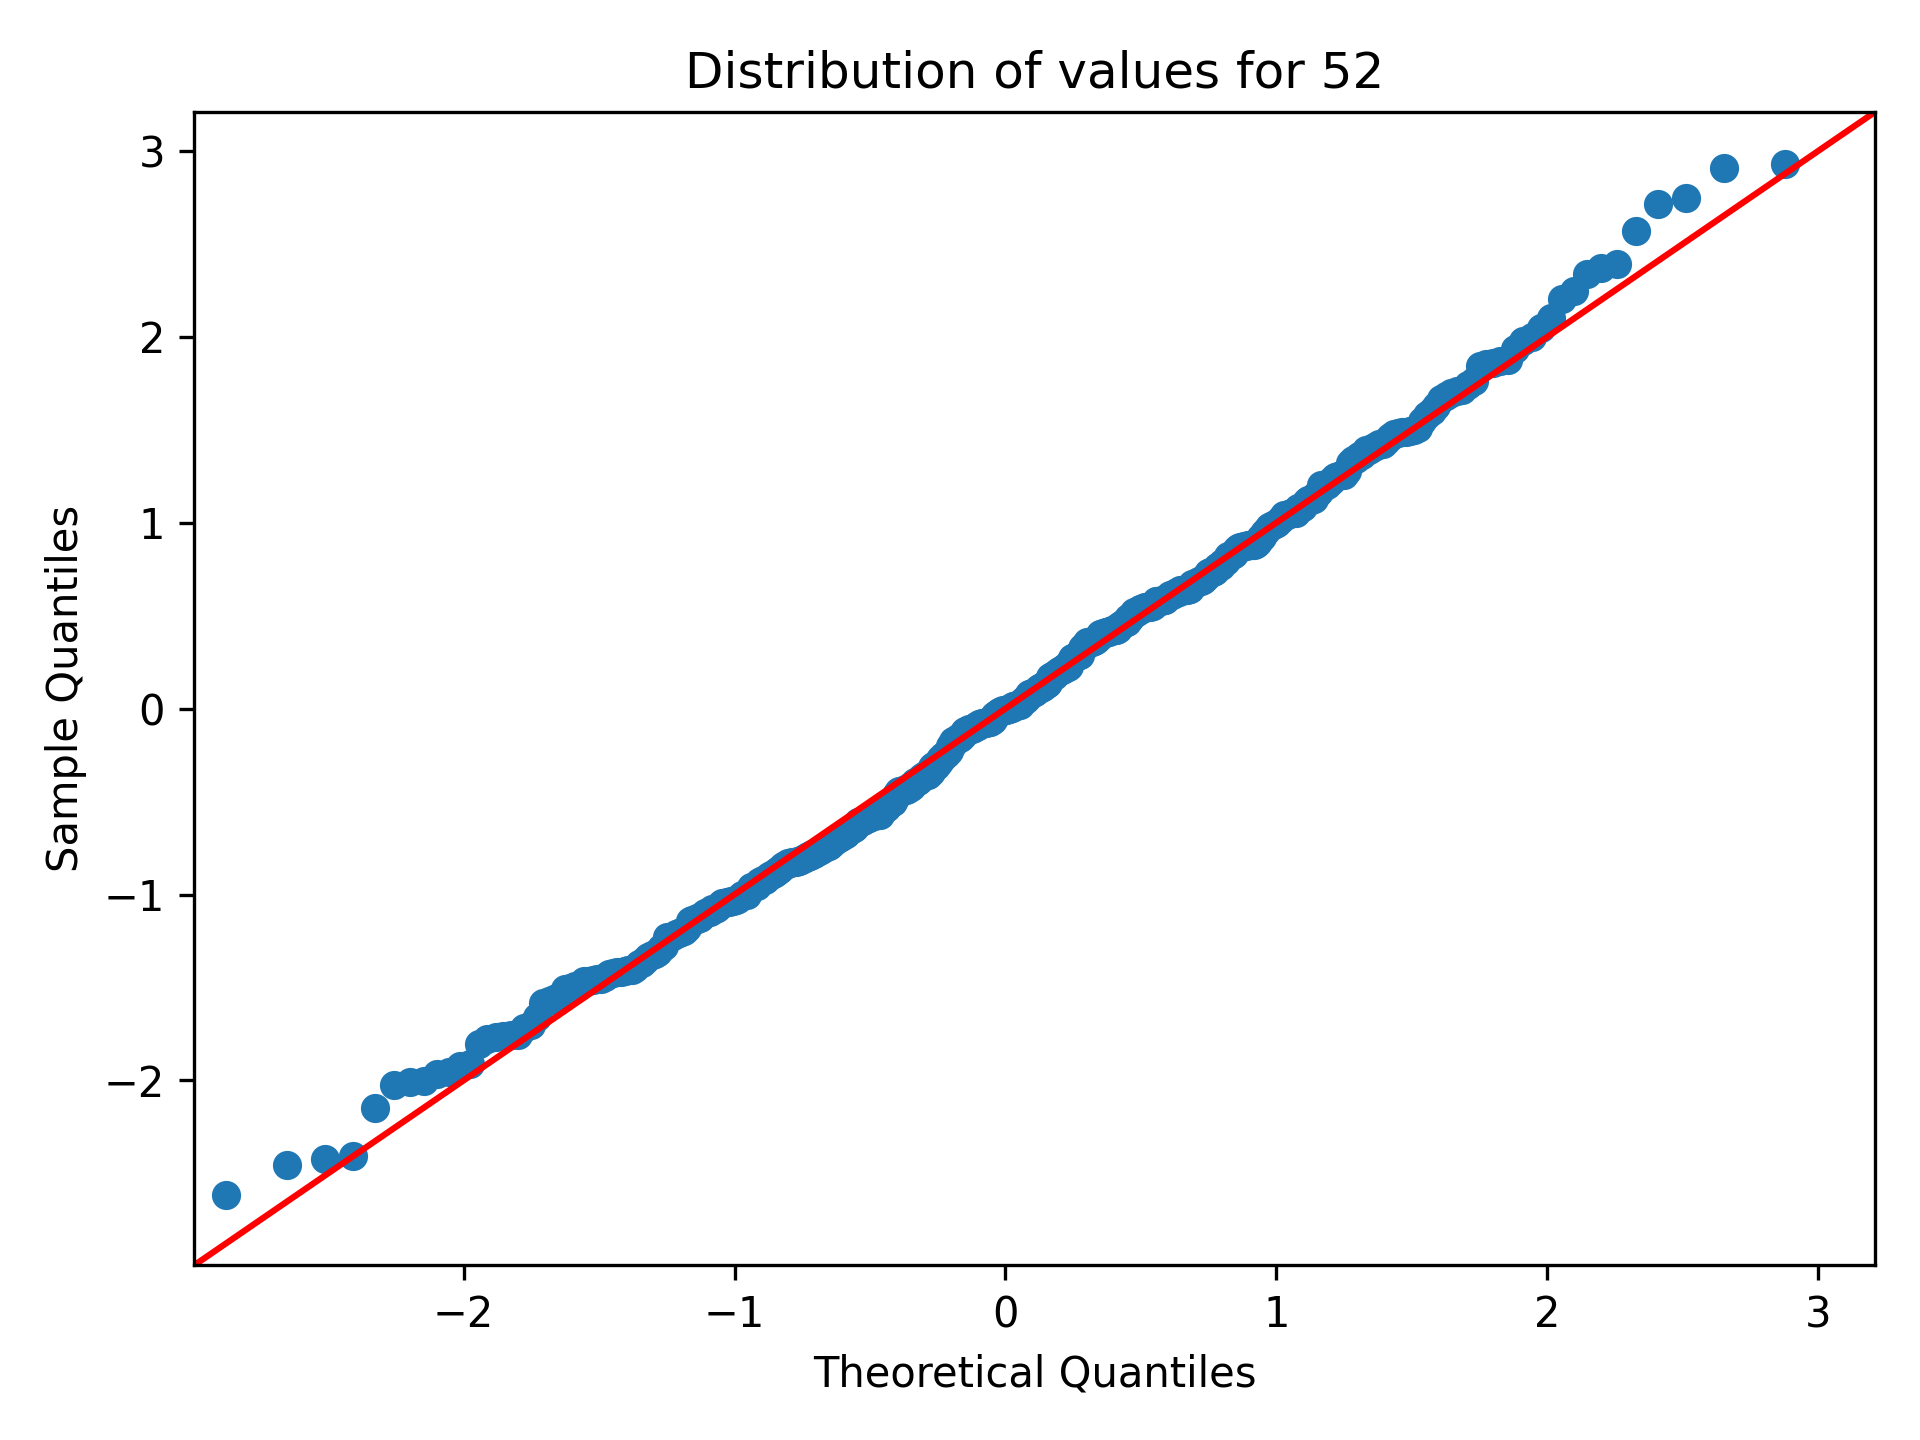 Distribution of values for 52
3
2
1
0
−1
−2
Sample Quantiles
−2 −1 0 1 2 3
Theoretical Quantiles